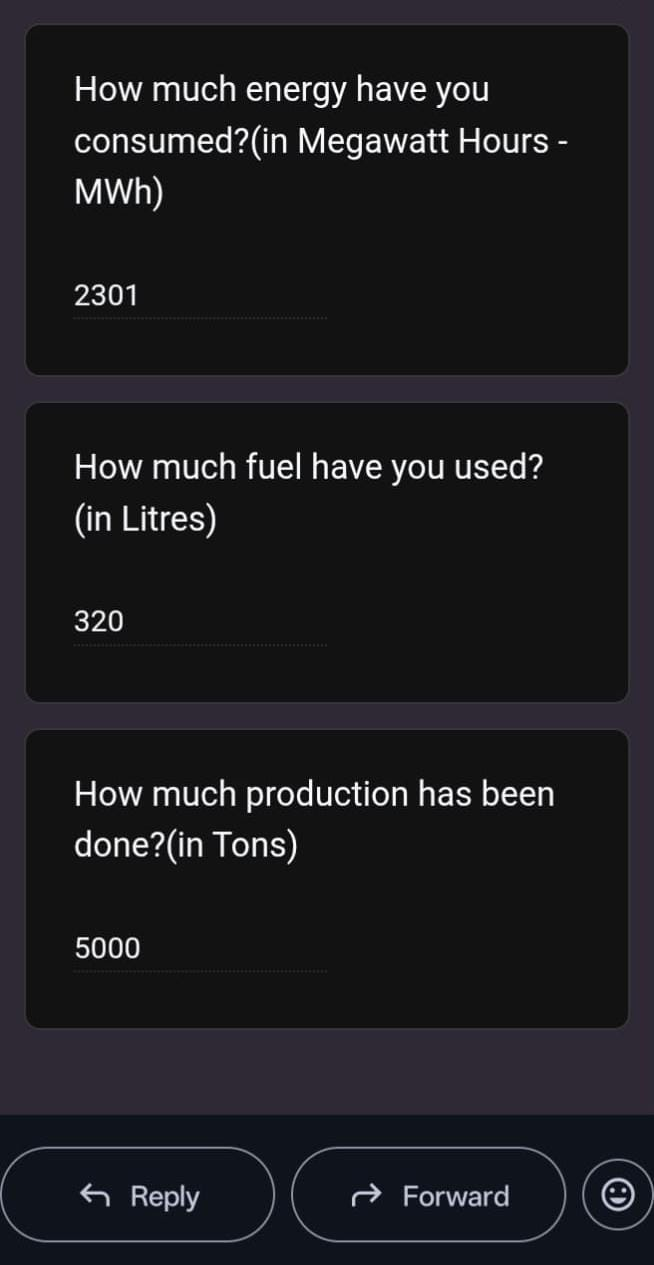 How much energy have you
consumed?(in Megawatt Hours -
MWh)
2301
How much fuel have you used?
(in Litres)
320
How much production has been
done?(in Tons)
5000
Reply
Forward